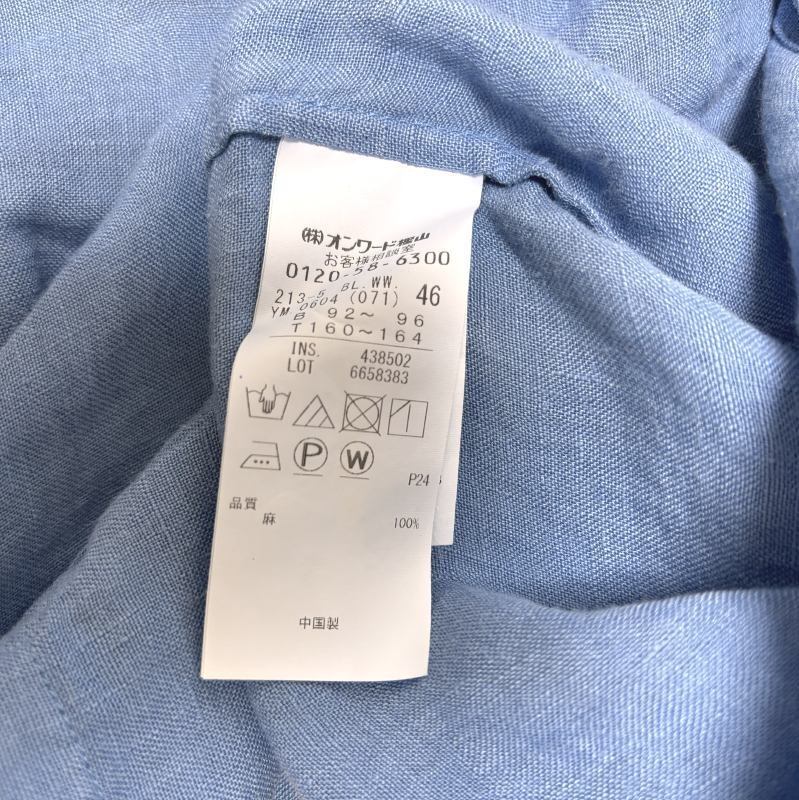 (株)オンワード樫山
お客様相談室
0120-58-6300
213-5 BL.WW.
YM 0604 (071) 46
B 92～ 96
T160～164
INS. 438502
LOT 6658383
P W
P24
品質
麻 100%
中国製